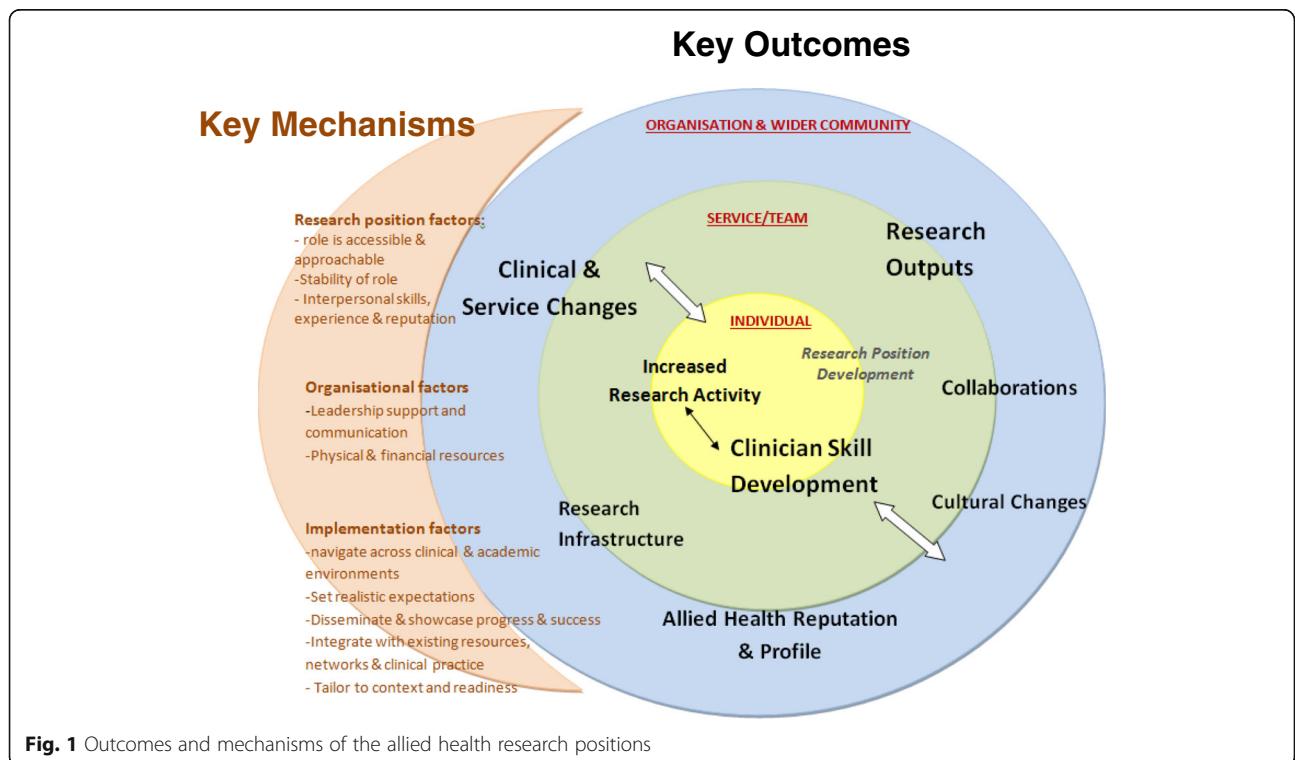 Key Outcomes
Key Mechanisms
ORGANISATION & WIDER COMMUNITY
SERVICE/TEAM
INDIVIDUAL
Research position factors:
- role is accessible &
approachable
-Stability of role
- Interpersonal skills,
experience & reputation
Organisational factors
-Leadership support and
communication
-Physical & financial resources
Implementation factors
-navigate across clinical & academic
environments
-Set realistic expectations
-Disseminate & showcase progress & success
-Integrate with existing resources,
networks & clinical practice
- Tailor to context and readiness
Clinical &
Service Changes
Research
Outputs
Increased
Research Activity
Research Position
Development
Collaborations
Clinician Skill
Development
Cultural Changes
Research
Infrastructure
Allied Health Reputation
& Profile
Fig. 1 Outcomes and mechanisms of the allied health research positions